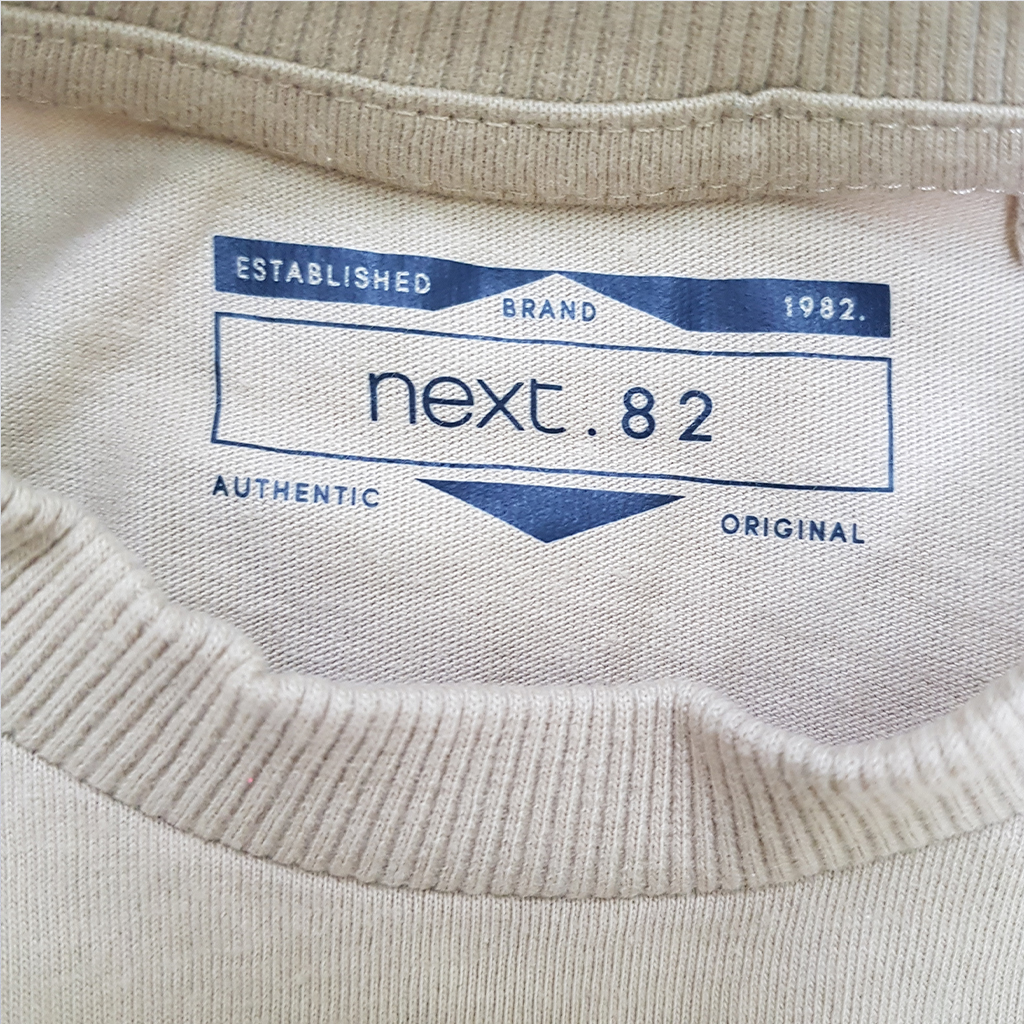 ESTABLISHED BRAND 1982.
next.82
AUTHENTIC ORIGINAL